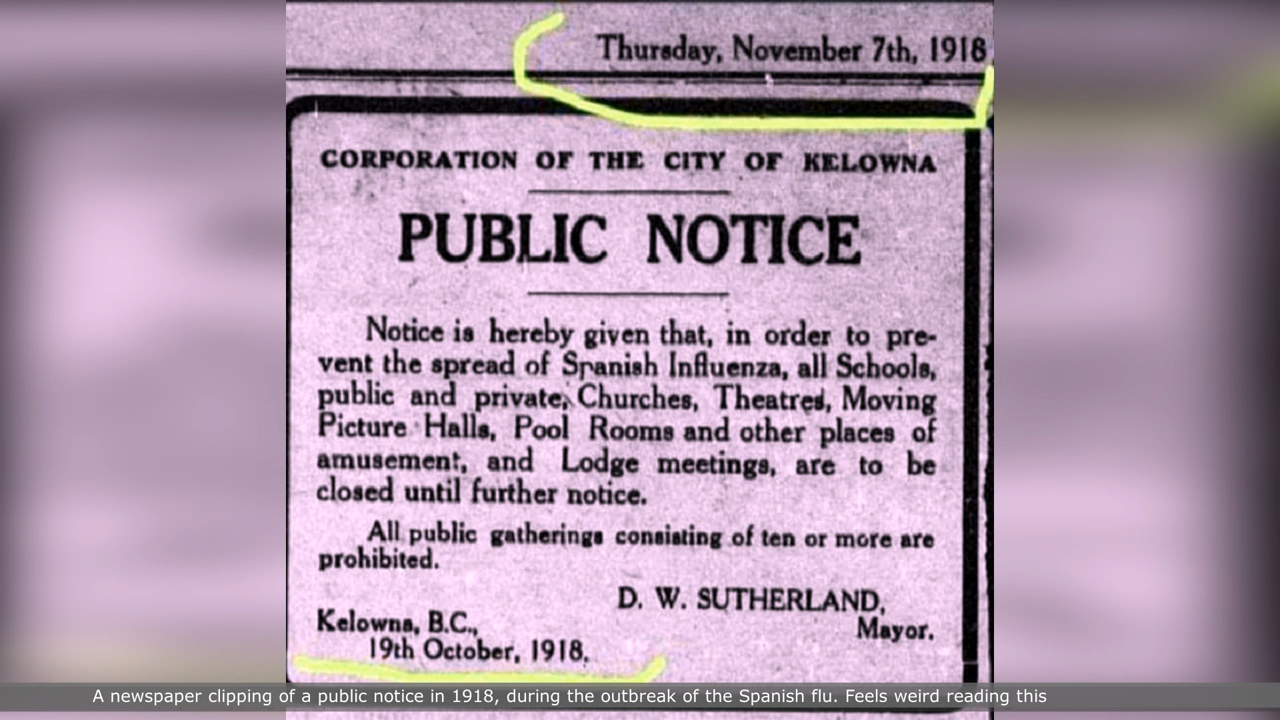 Thursday, November 7th, 1918
CORPORATION OF THE CITY OF KELOWNA
PUBLIC NOTICE
Notice is hereby given that, in order to pre-
vent the spread of Spanish Influenza, all Schools,
public and private, Churches, Theatres, Moving
Picture Halls, Pool Rooms and other places of
amusement, and Lodge meetings, are to be
closed until further notice.
All public gatherings consisting of ten or more are
prohibited.
D. W. SUTHERLAND,
Mayor.
Kelowna, B.C.,
19th October, 1918.
A newspaper clipping of a public notice in 1918, during the outbreak of the Spanish flu. Feels weird reading this